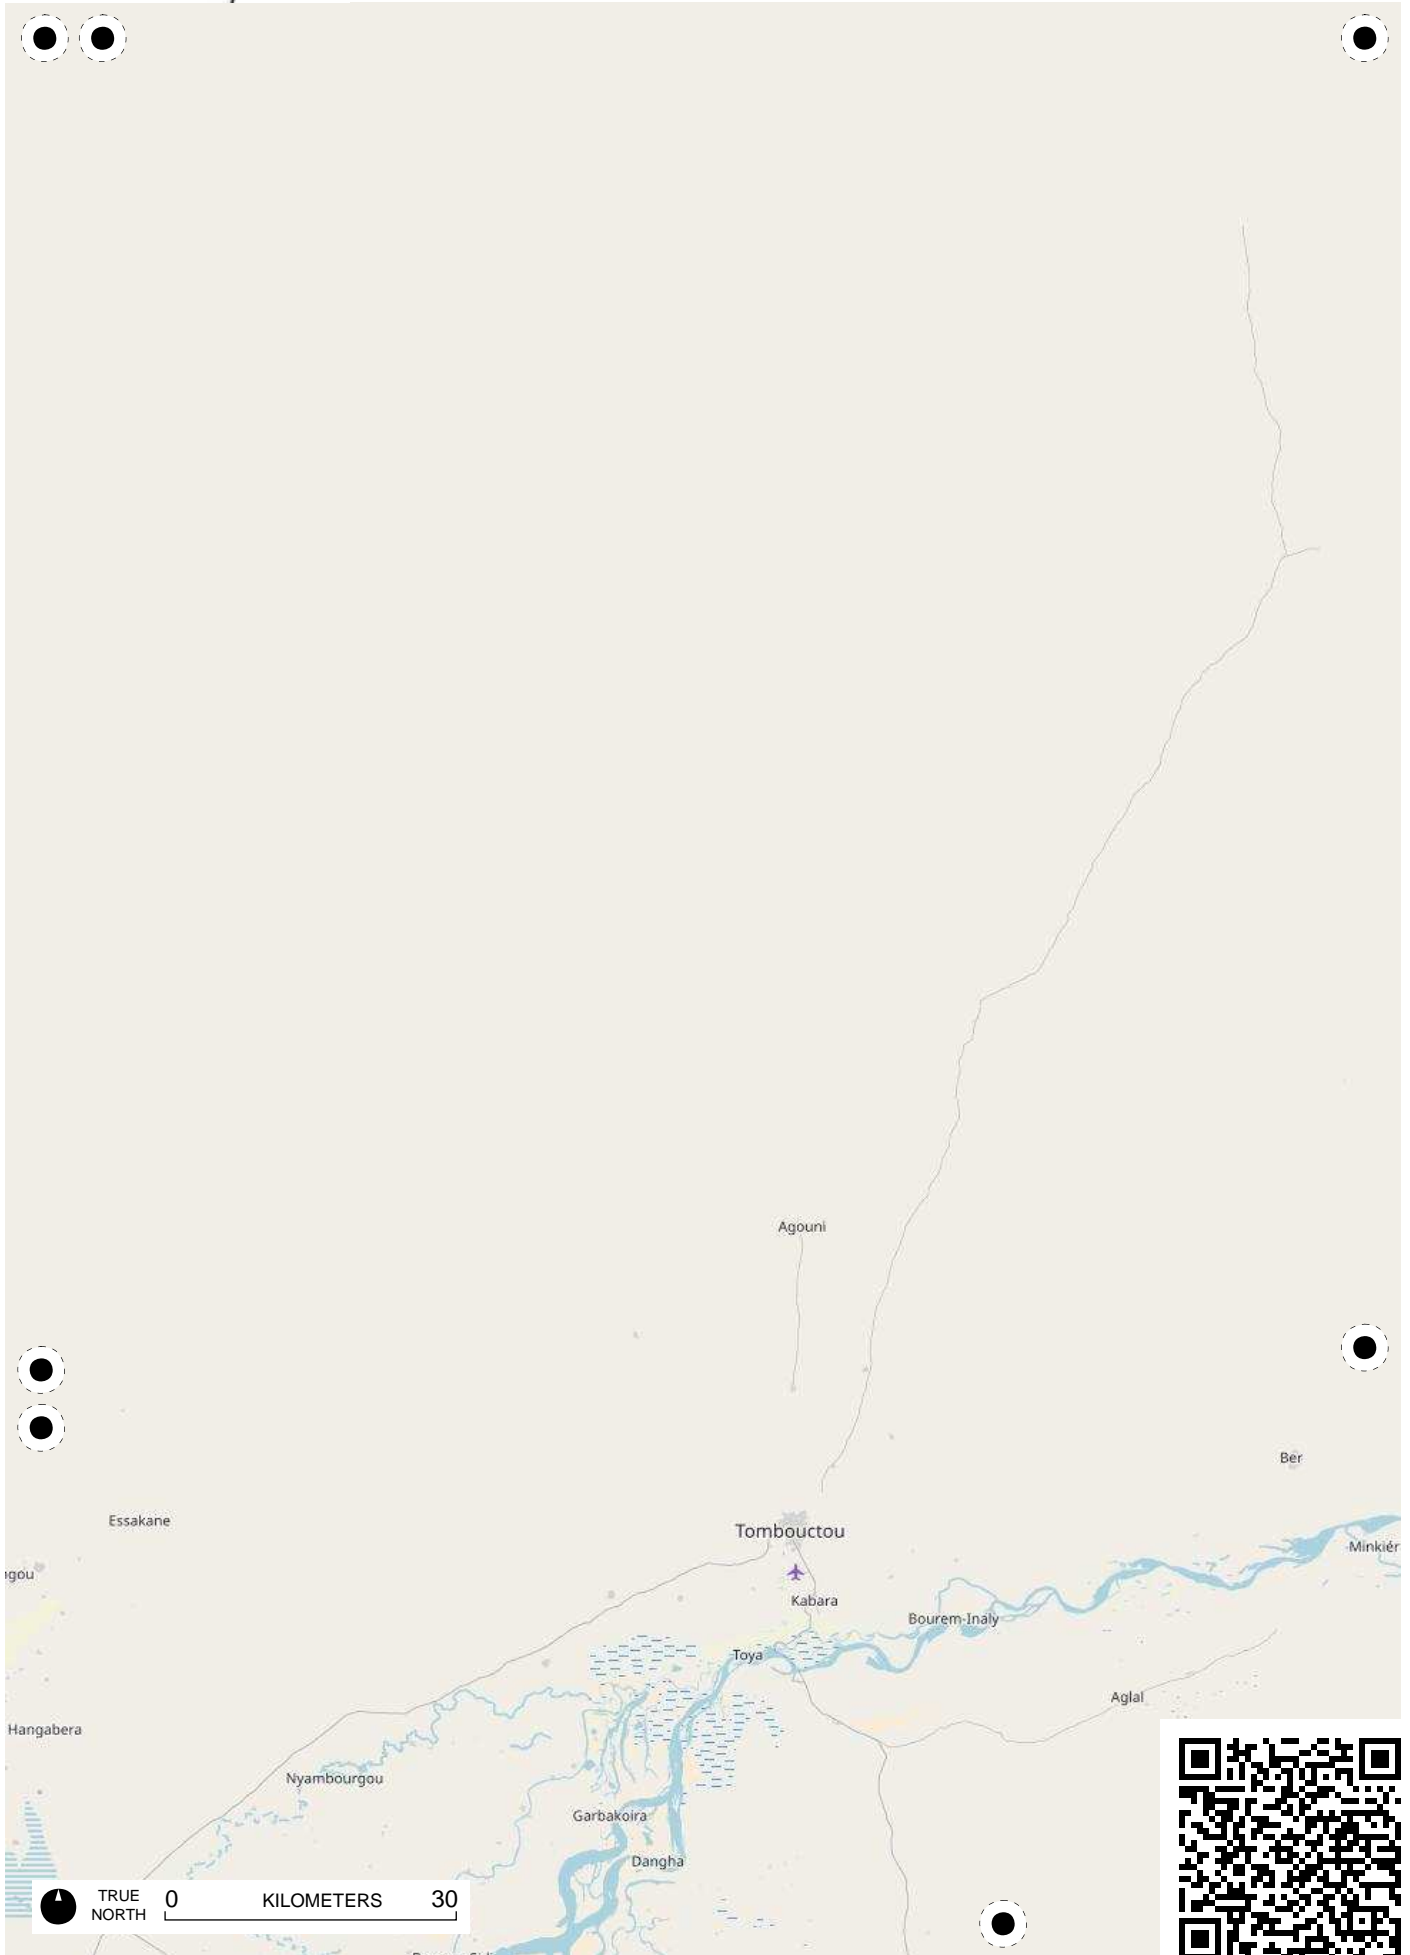 Agouni
Ber
Essakane
Tombouctou
Minkiér
Kabara
Bourem-Inaly
Toya
Aglal
Hangabera
Nyambourgou
Garbakoira
Dangha
TRUE NORTH
0 KILOMETERS 30